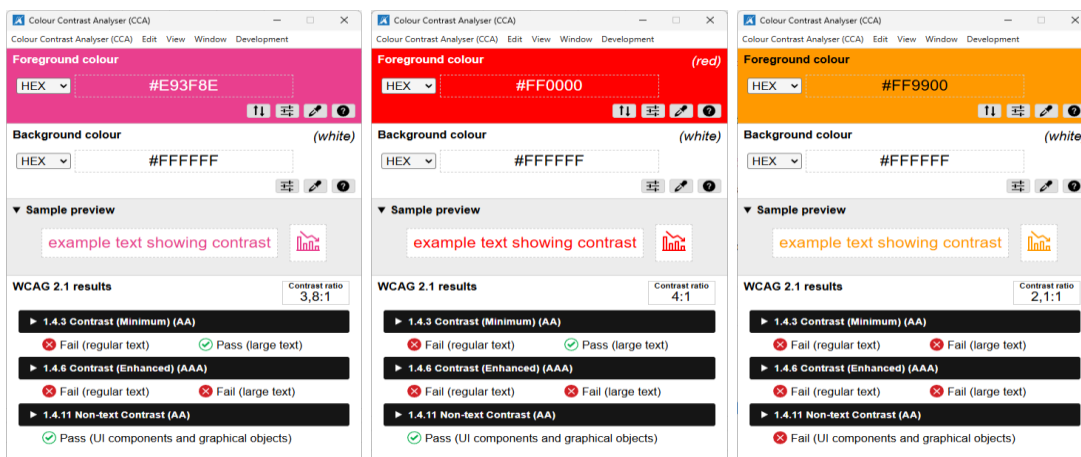 Colour Contrast Analyser (CCA)
Colour Contrast Analyser (CCA) Edit View Window Development
Foreground colour
HEX #E93F8E
Background colour (white)
HEX #FFFFFF
Sample preview
example text showing contrast
WCAG 2.1 results Contrast ratio
3,8:1
1.4.3 Contrast (Minimum) (AA)
Fail (regular text) Pass (large text)
1.4.6 Contrast (Enhanced) (AAA)
Fail (regular text) Fail (large text)
1.4.11 Non-text Contrast (AA)
Pass (UI components and graphical objects)
Colour Contrast Analyser (CCA)
Colour Contrast Analyser (CCA) Edit View Window Development
Foreground colour (red)
HEX #FF0000
Background colour (white)
HEX #FFFFFF
Sample preview
example text showing contrast
WCAG 2.1 results Contrast ratio
4:1
1.4.3 Contrast (Minimum) (AA)
Fail (regular text) Pass (large text)
1.4.6 Contrast (Enhanced) (AAA)
Fail (regular text) Fail (large text)
1.4.11 Non-text Contrast (AA)
Pass (UI components and graphical objects)
Colour Contrast Analyser (CCA)
Colour Contrast Analyser (CCA) Edit View Window Development
Foreground colour
HEX #FF9900
Background colour (white)
HEX #FFFFFF
Sample preview
example text showing contrast
WCAG 2.1 results Contrast ratio
2,1:1
1.4.3 Contrast (Minimum) (AA)
Fail (regular text) Fail (large text)
1.4.6 Contrast (Enhanced) (AAA)
Fail (regular text) Fail (large text)
1.4.11 Non-text Contrast (AA)
Fail (UI components and graphical objects)